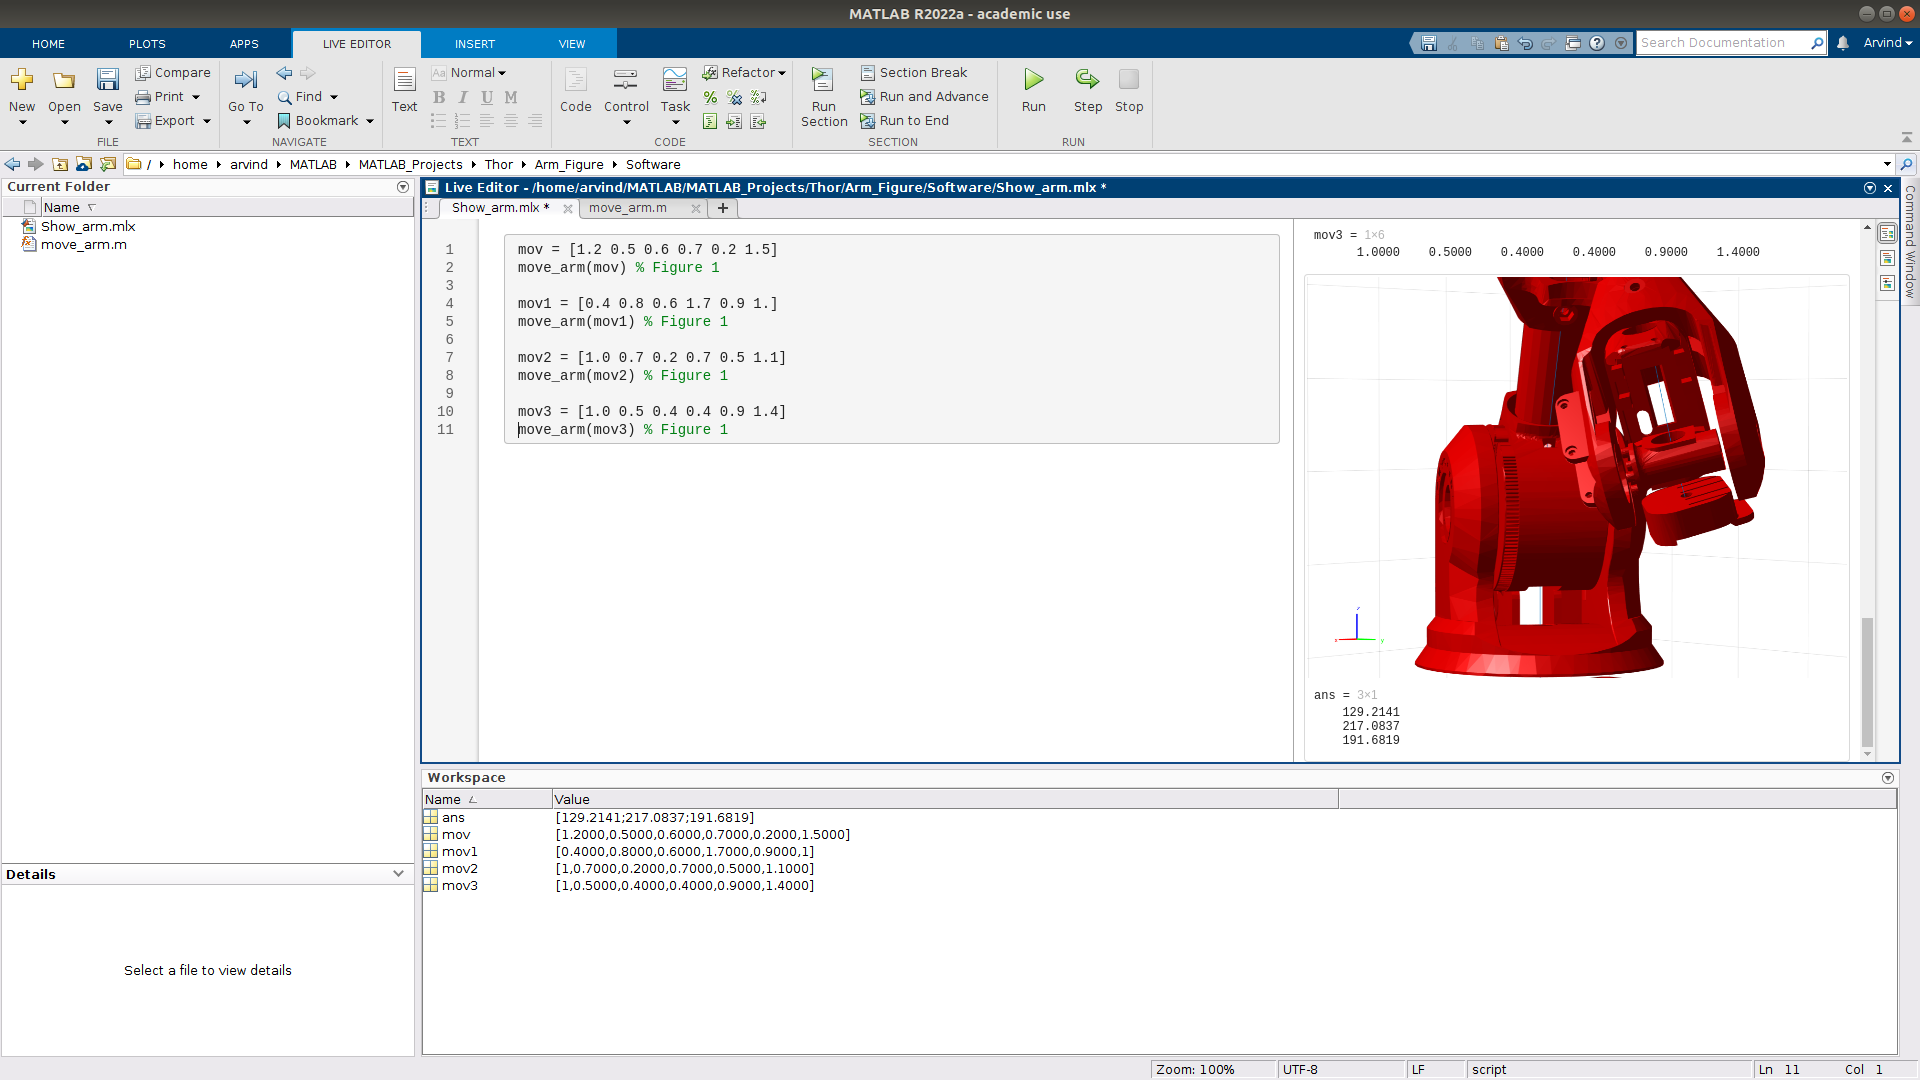 MATLAB R2022a - academic use
HOME PLOTS APPS LIVE EDITOR INSERT VIEW
Search Documentation
Arvind
New Open Save Compare Print Export
FILE
Go To Find Bookmark
NAVIGATE
Text Aa Normal B I U M
TEXT
Code Control Task Refactor
CODE
Run Section Section Break Run and Advance Run to End
SECTION
Run Step Stop
RUN
/ home arvind MATLAB MATLAB_Projects Thor Arm_Figure Software
Current Folder
Name
Show_arm.mlx
move_arm.m
Details
Select a file to view details
Live Editor - /home/arvind/MATLAB/MATLAB_Projects/Thor/Arm_Figure/Software/Show_arm.mlx *
Show_arm.mlx * move_arm.m +
1 mov = [1.2 0.5 0.6 0.7 0.2 1.5]
2 move_arm(mov) % Figure 1
3
4 mov1 = [0.4 0.8 0.6 1.7 0.9 1.]
5 move_arm(mov1) % Figure 1
6
7 mov2 = [1.0 0.7 0.2 0.7 0.5 1.1]
8 move_arm(mov2) % Figure 1
9
10 mov3 = [1.0 0.5 0.4 0.4 0.9 1.4]
11 move_arm(mov3) % Figure 1
mov3 = 1×6
1.0000 0.5000 0.4000 0.4000 0.9000 1.4000
ans = 3×1
129.2141
217.0837
191.6819
Command Window
Workspace
Name Value
ans [129.2141;217.0837;191.6819]
mov [1.2000,0.5000,0.6000,0.7000,0.2000,1.5000]
mov1 [0.4000,0.8000,0.6000,1.7000,0.9000,1]
mov2 [1,0.7000,0.2000,0.7000,0.5000,1.1000]
mov3 [1,0.5000,0.4000,0.4000,0.9000,1.4000]
Zoom: 100% UTF-8 LF script Ln 11 Col 1